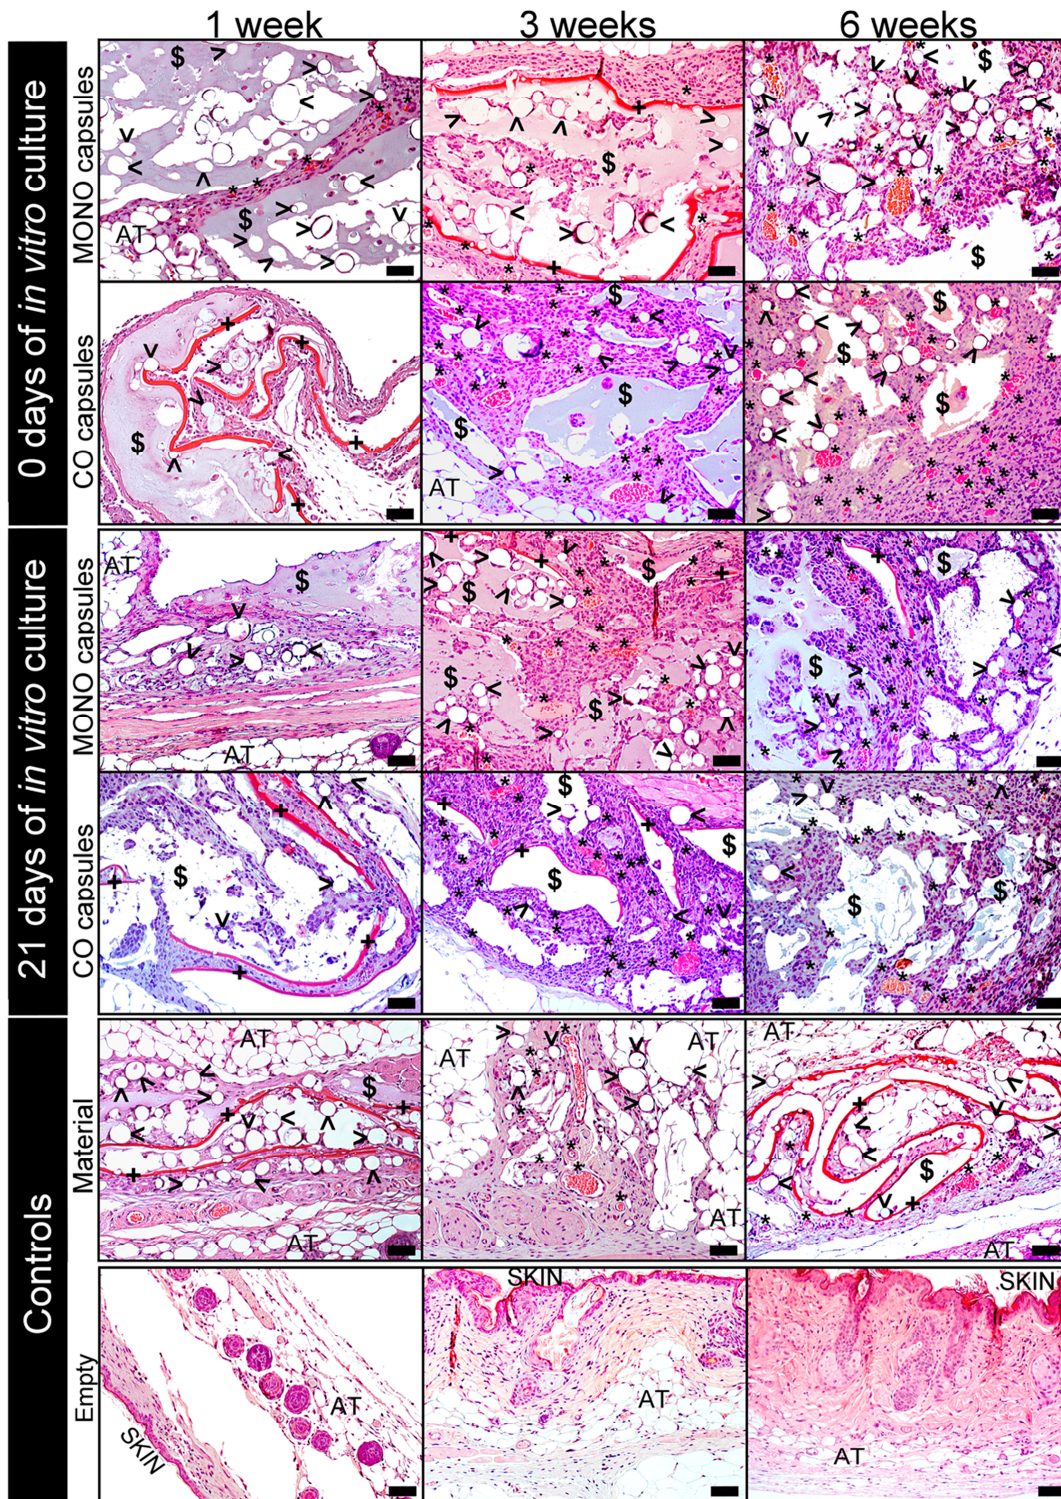 1 week 3 weeks 6 weeks
0 days of in vitro culture
MONO capsules
$ $ AT
+ $ +
$ $
CO capsules
+ + $ + +
$ $ AT
$ $ $
21 days of in vitro culture
MONO capsules
AT $ AT
+ $ + $ $ $
+ $ $
CO capsules
+ $ + + +
$ + + $ $
$ $
Controls
Material
AT $ + + + AT
AT AT AT
AT + + $ + AT
Empty
SKIN AT
SKIN AT
SKIN AT